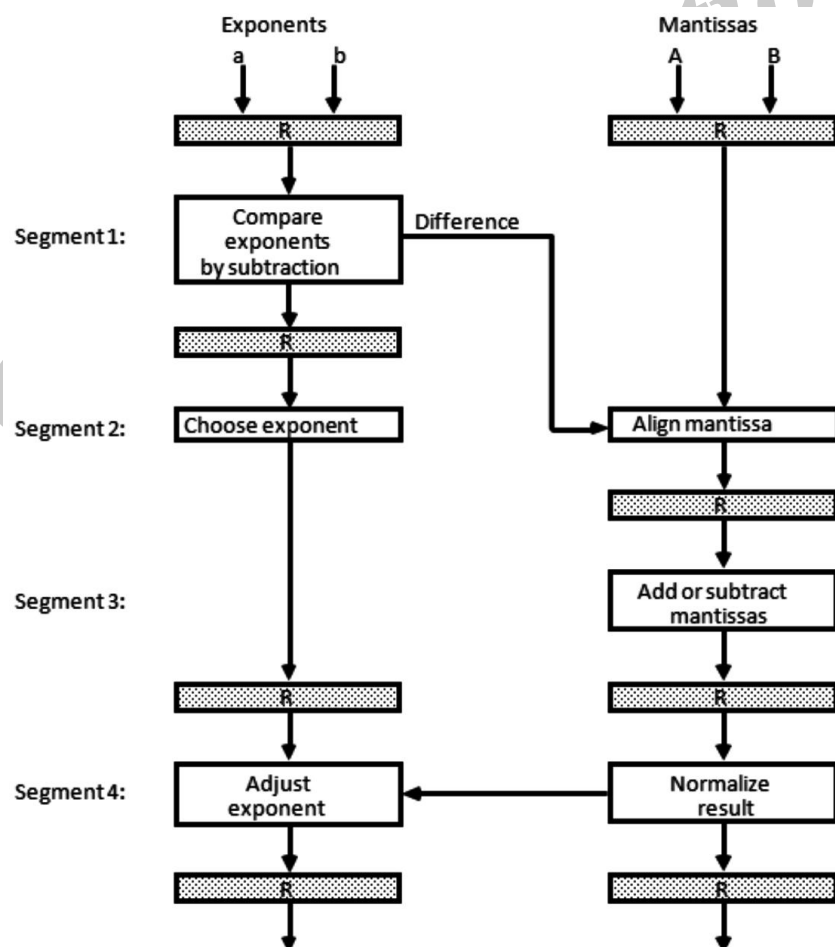 Exponents
Mantissas
a
b
A
B
R
R
Segment 1:
Compare
exponents
by subtraction
Difference
R
Segment 2:
Choose exponent
Align mantissa
R
Segment 3:
Add or subtract
mantissas
R
R
Segment 4:
Adjust
exponent
Normalize
result
R
R